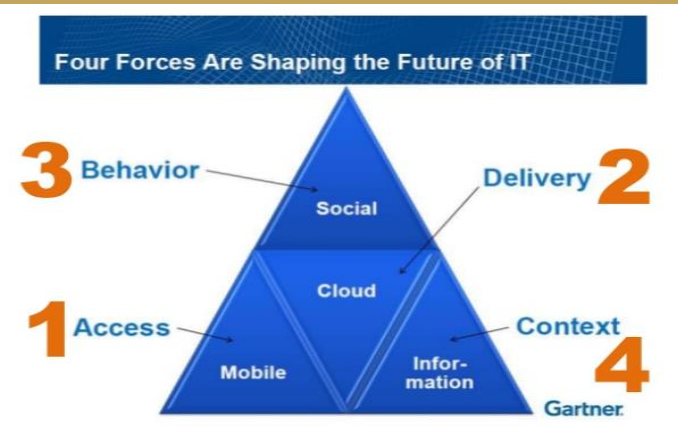 Four Forces Are Shaping the Future of IT
3 Behavior
Delivery 2
Social
Cloud
1 Access
Context 4
Mobile
Infor-
mation
Gartner